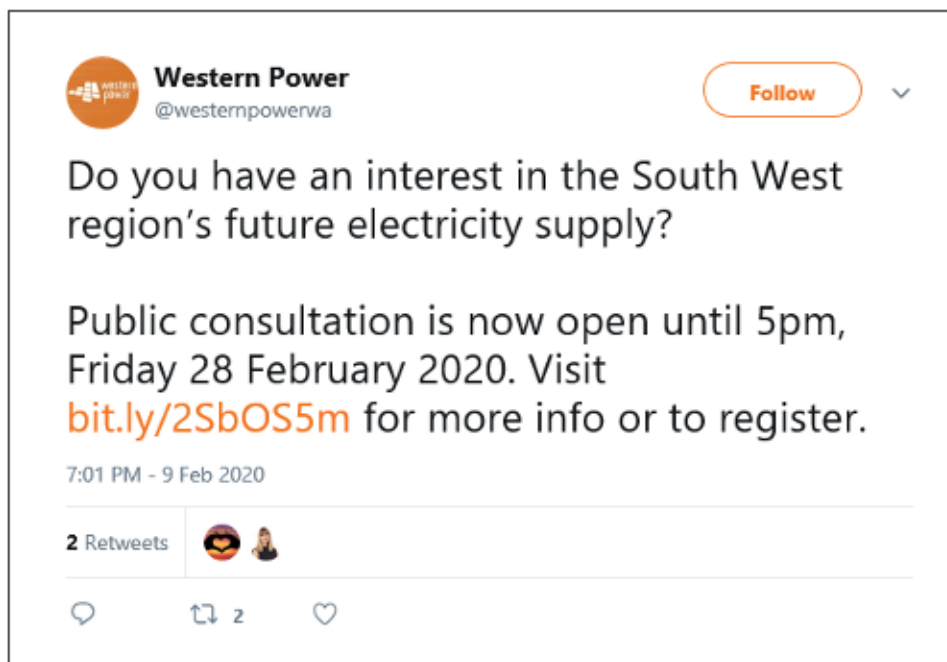 western
power
Western Power
@westernpowerwa
Follow
Do you have an interest in the South West
region's future electricity supply?
Public consultation is now open until 5pm,
Friday 28 February 2020. Visit
bit.ly/2SbOS5m for more info or to register.
7:01 PM - 9 Feb 2020
2 Retweets
2